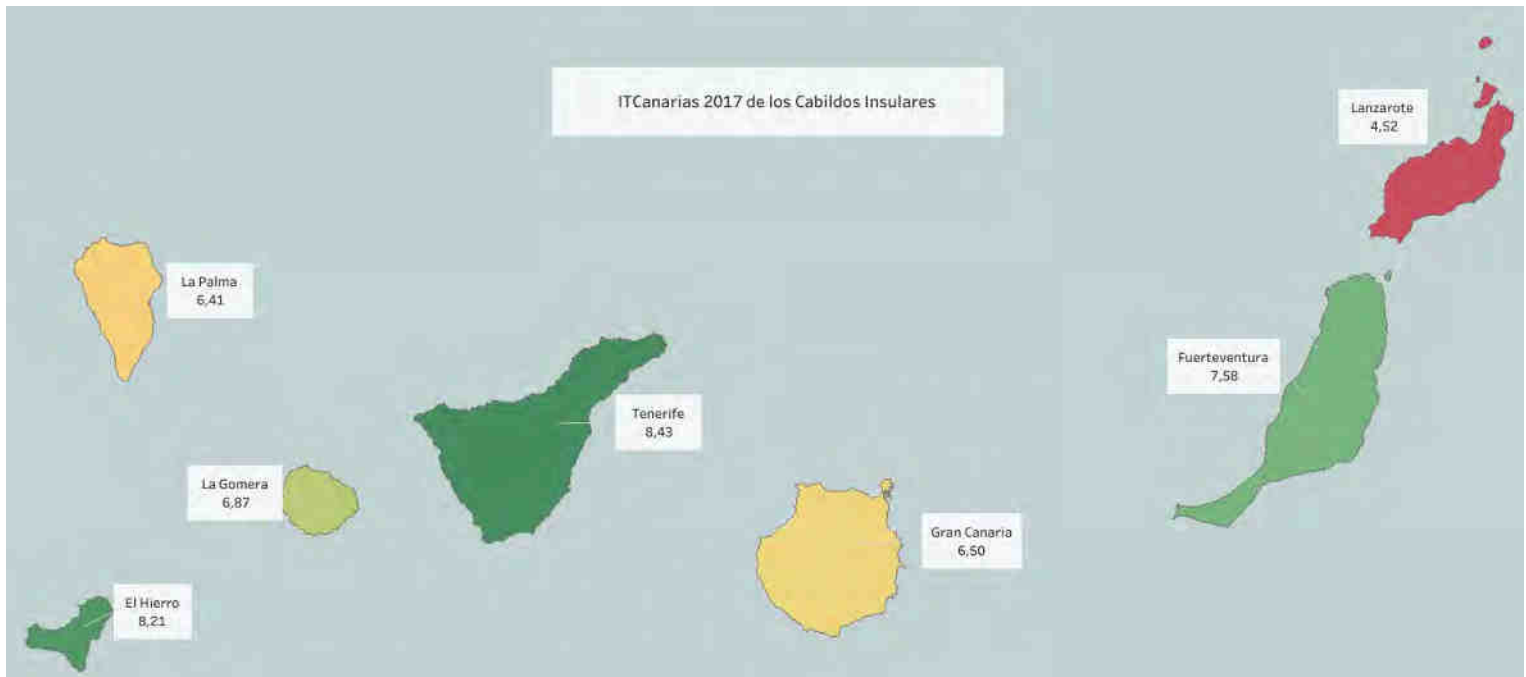 ITCanarias 2017 de los Cabildos Insulares
Lanzarote
4,52
La Palma
6,41
Fuerteventura
7,58
Tenerife
8,43
La Gomera
6,87
Gran Canaria
6,50
El Hierro
8,21